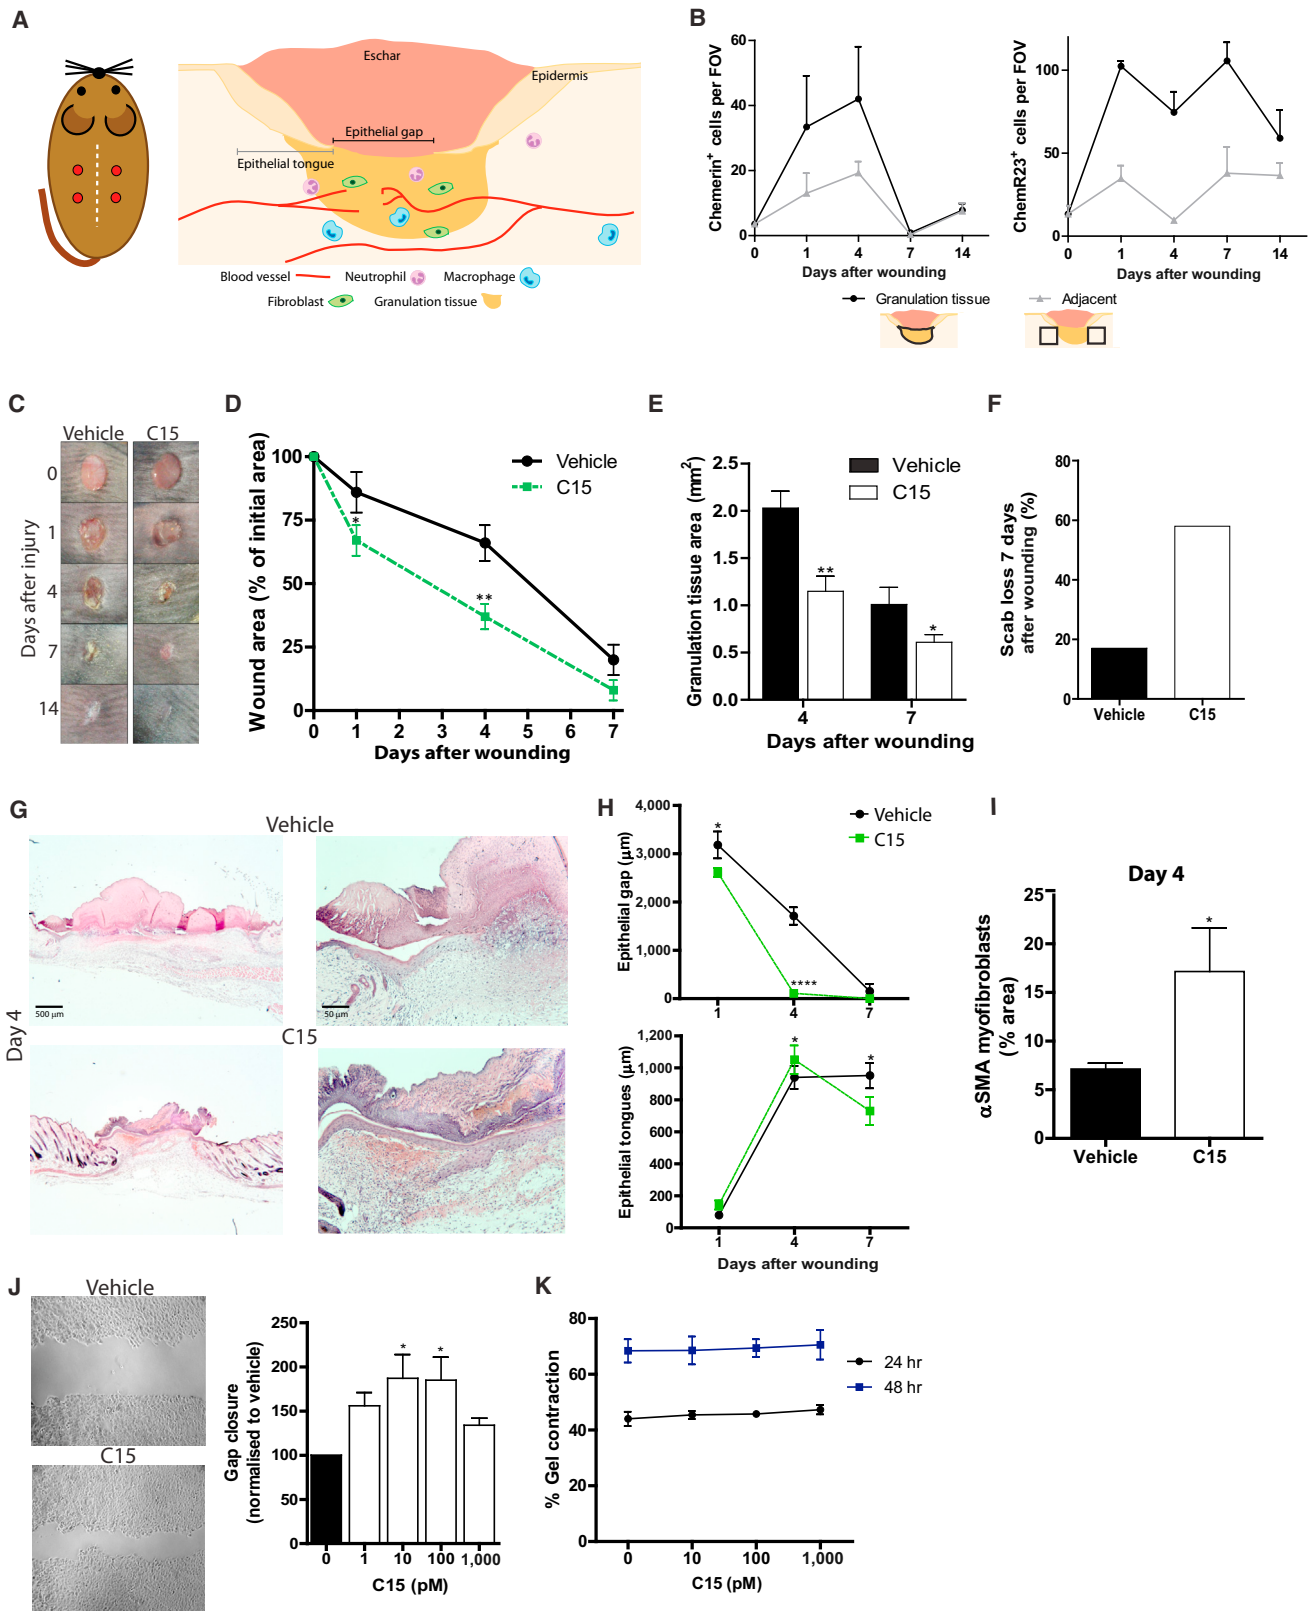 A
Eschar
Epidermis
Epithelial gap
Epithelial tongue
Blood vessel Neutrophil Macrophage
Fibroblast Granulation tissue
B
Chemerin+ cells per FOV
60
40
20
0
0 1 4 7 14
Days after wounding
ChemR23+ cells per FOV
100
50
0
0 1 4 7 14
Days after wounding
Granulation tissue Adjacent
C
Vehicle C15
Days after injury
0
1
4
7
14
D
Wound area (% of initial area)
100
75
50
25
0
Vehicle
C15
*
**
0 1 2 3 4 5 6 7
Days after wounding
E
Granulation tissue area (mm2)
2.5
2.0
1.5
1.0
0.5
0.0
Vehicle
C15
**
*
4 7
Days after wounding
F
Scab loss 7 days
after wounding (%)
80
60
40
20
0
Vehicle C15
G
Vehicle
Day 4
500 μm
50 μm
C15
H
Epithelial gap (μm)
4,000
3,000
2,000
1,000
0
*
****
Vehicle
C15
1 4 7
Epithelial tongues (μm)
1,200
1,000
800
600
400
200
0
*
*
1 4 7
Days after wounding
I
Day 4
αSMA myofibroblasts
(% area)
25
20
15
10
5
0
*
Vehicle C15
J
Vehicle
C15
Gap closure
(normalised to vehicle)
250
200
150
100
50
0
* *
0 1 10 100 1,000
C15 (pM)
K
% Gel contraction
80
60
40
20
0
24 hr
48 hr
0 10 100 1,000
C15 (pM)